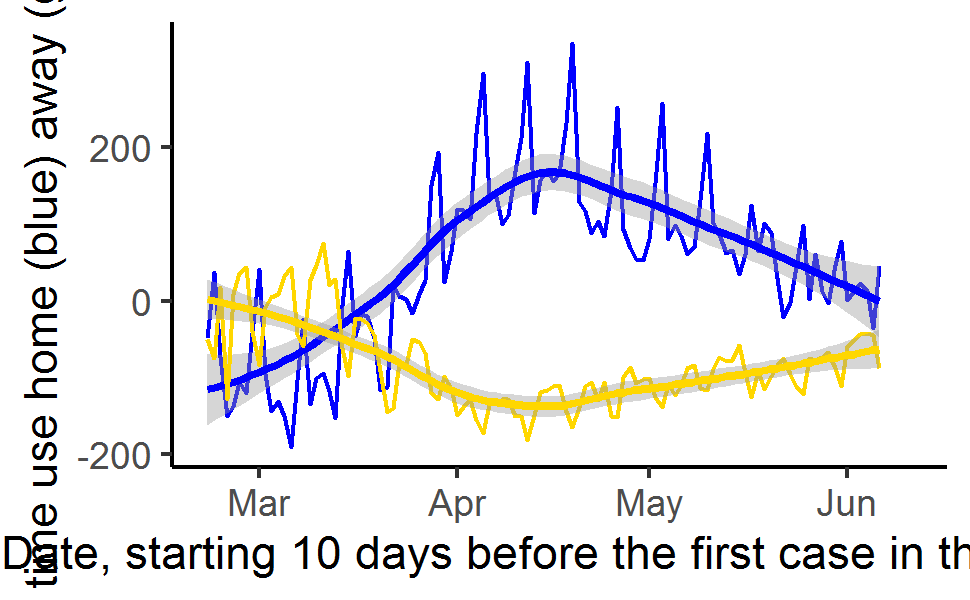 time use home (blue) away (
200
0
-200
Mar Apr May Jun
Date, starting 10 days before the first case in th